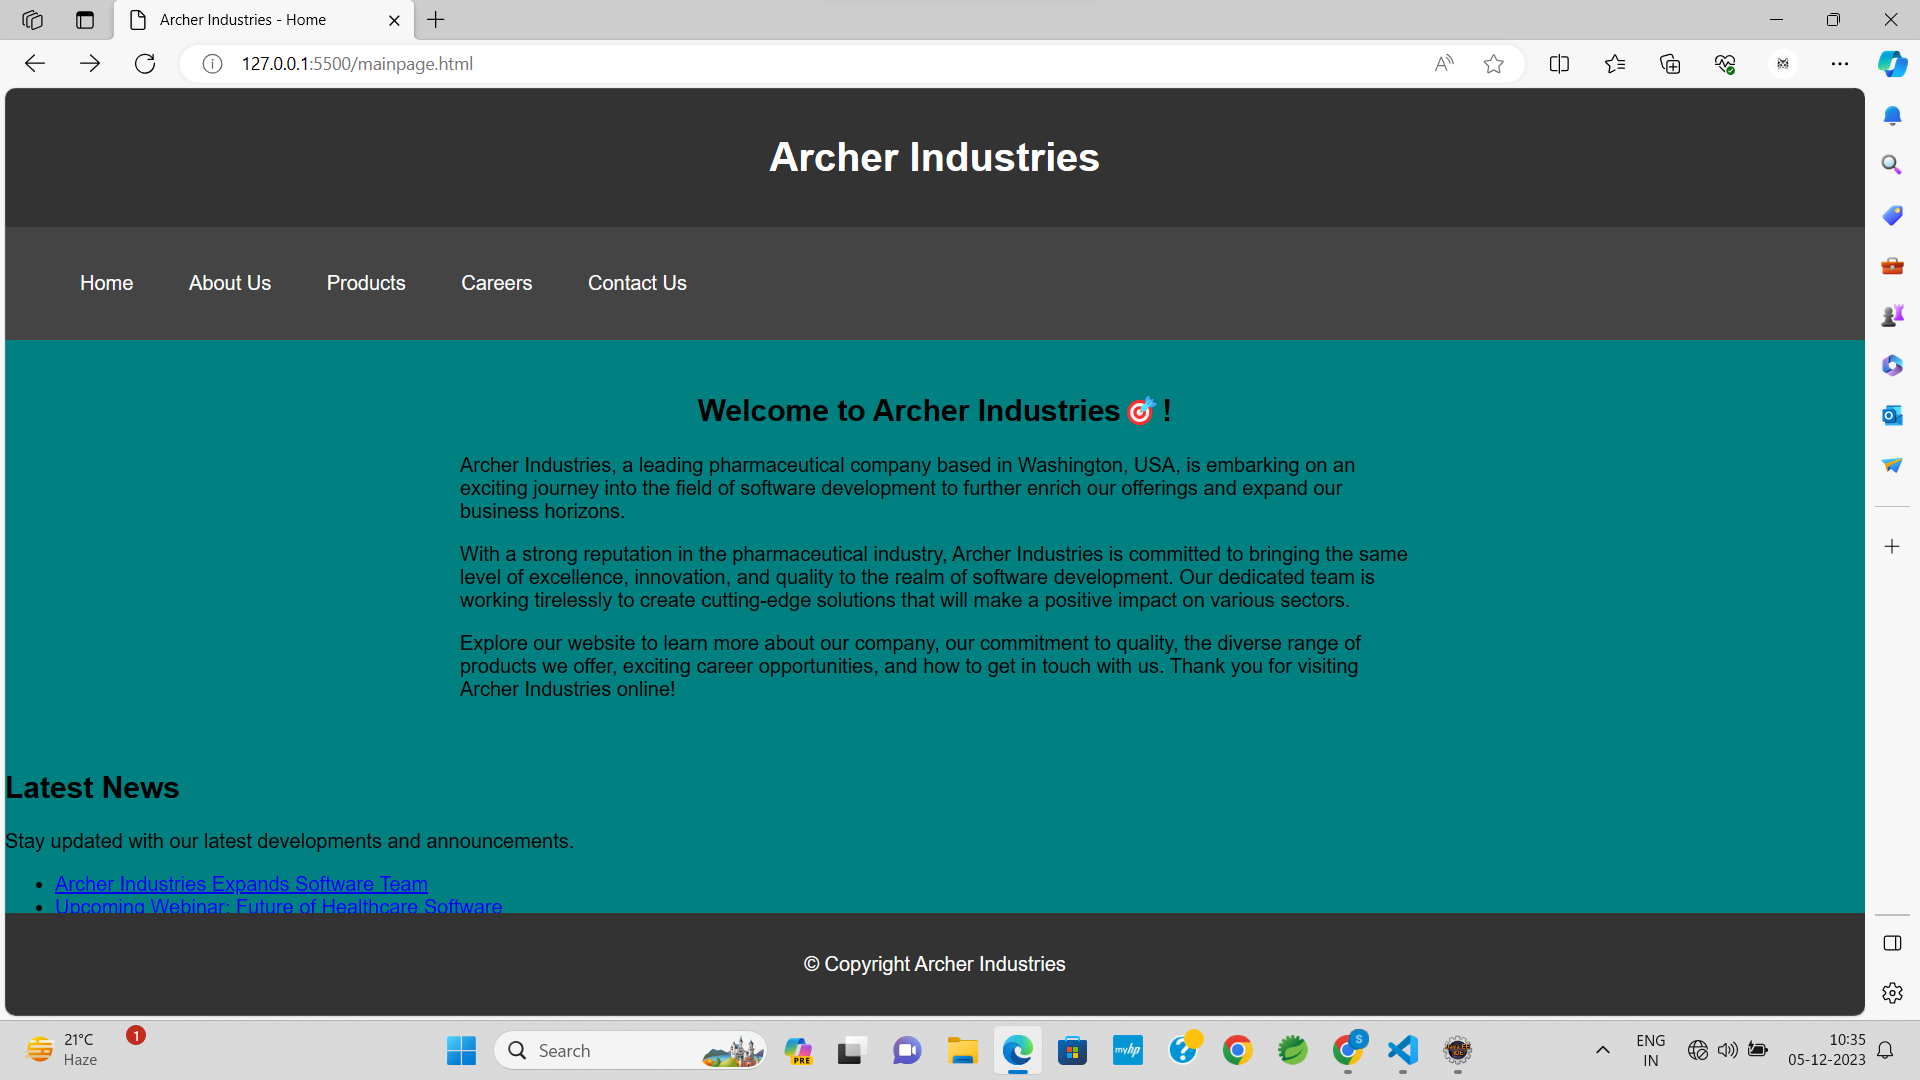 Archer Industries - Home
127.0.0.1:5500/mainpage.html
Archer Industries
Home About Us Products Careers Contact Us
Welcome to Archer Industries🎯 !
Archer Industries, a leading pharmaceutical company based in Washington, USA, is embarking on an
exciting journey into the field of software development to further enrich our offerings and expand our
business horizons.
With a strong reputation in the pharmaceutical industry, Archer Industries is committed to bringing the same
level of excellence, innovation, and quality to the realm of software development. Our dedicated team is
working tirelessly to create cutting-edge solutions that will make a positive impact on various sectors.
Explore our website to learn more about our company, our commitment to quality, the diverse range of
products we offer, exciting career opportunities, and how to get in touch with us. Thank you for visiting
Archer Industries online!
Latest News
Stay updated with our latest developments and announcements.
• Archer Industries Expands Software Team
• Upcoming Webinar: Future of Healthcare Software
© Copyright Archer Industries
21°C
Haze
1
Search
PRE
myhp
S
ENG
IN
10:35
05-12-2023